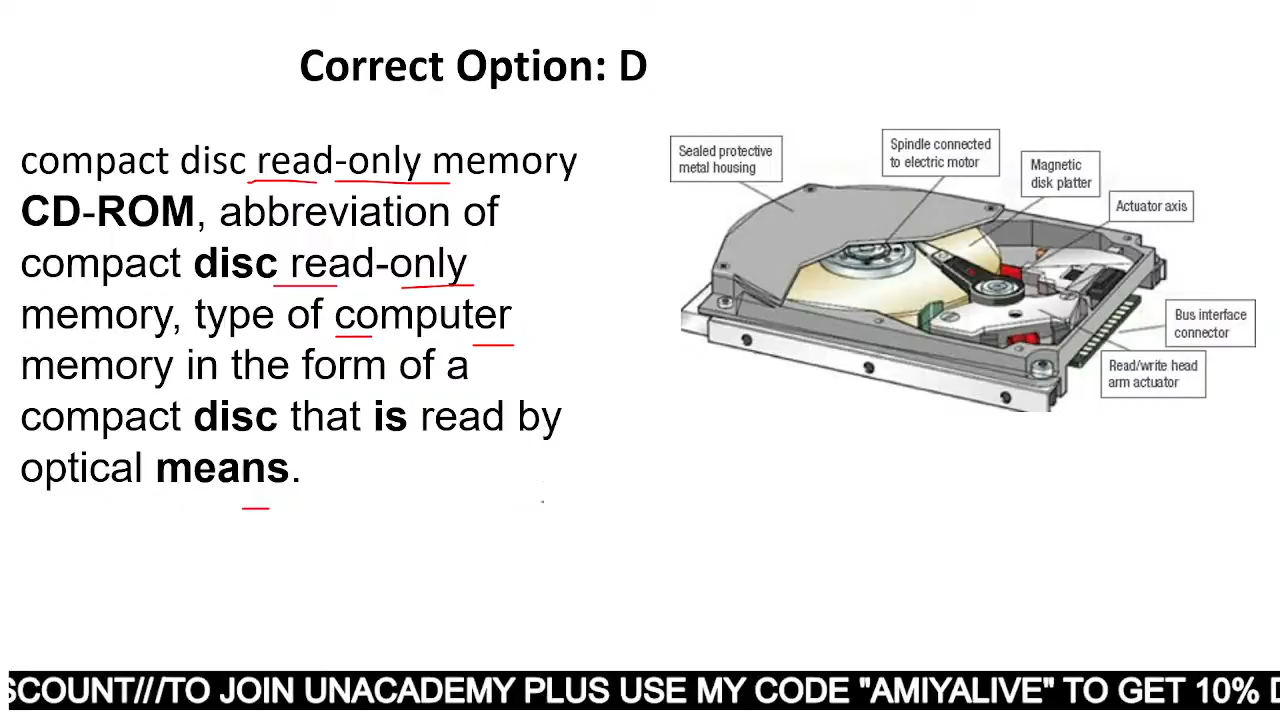 Correct Option: D
compact disc read-only memory
CD-ROM, abbreviation of
compact disc read-only
memory, type of computer
memory in the form of a
compact disc that is read by
optical means.
Sealed protective
metal housing
Spindle connected
to electric motor
Magnetic
disk platter
Actuator axis
Bus interface
connector
Read/write head
arm actuator
SCOUNT///TO JOIN UNACADEMY PLUS USE MY CODE "AMIYALIVE" TO GET 10% D